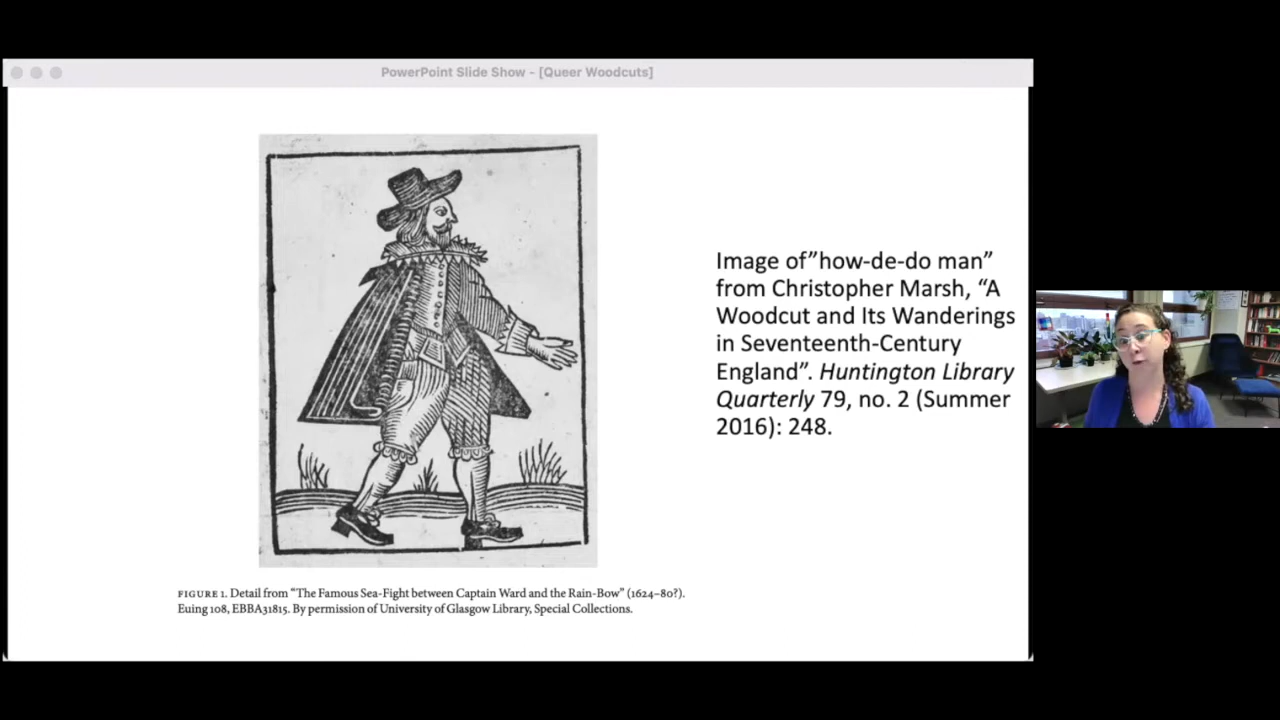 PowerPoint Slide Show - [Queer Woodcuts]
Image of”how-de-do man”
from Christopher Marsh, “A
Woodcut and Its Wanderings
in Seventeenth-Century
England”. Huntington Library
Quarterly 79, no. 2 (Summer
2016): 248.
FIGURE 1. Detail from “The Famous Sea-Fight between Captain Ward and the Rain-Bow” (1624–80?).
Euing 108, EBBA31815. By permission of University of Glasgow Library, Special Collections.